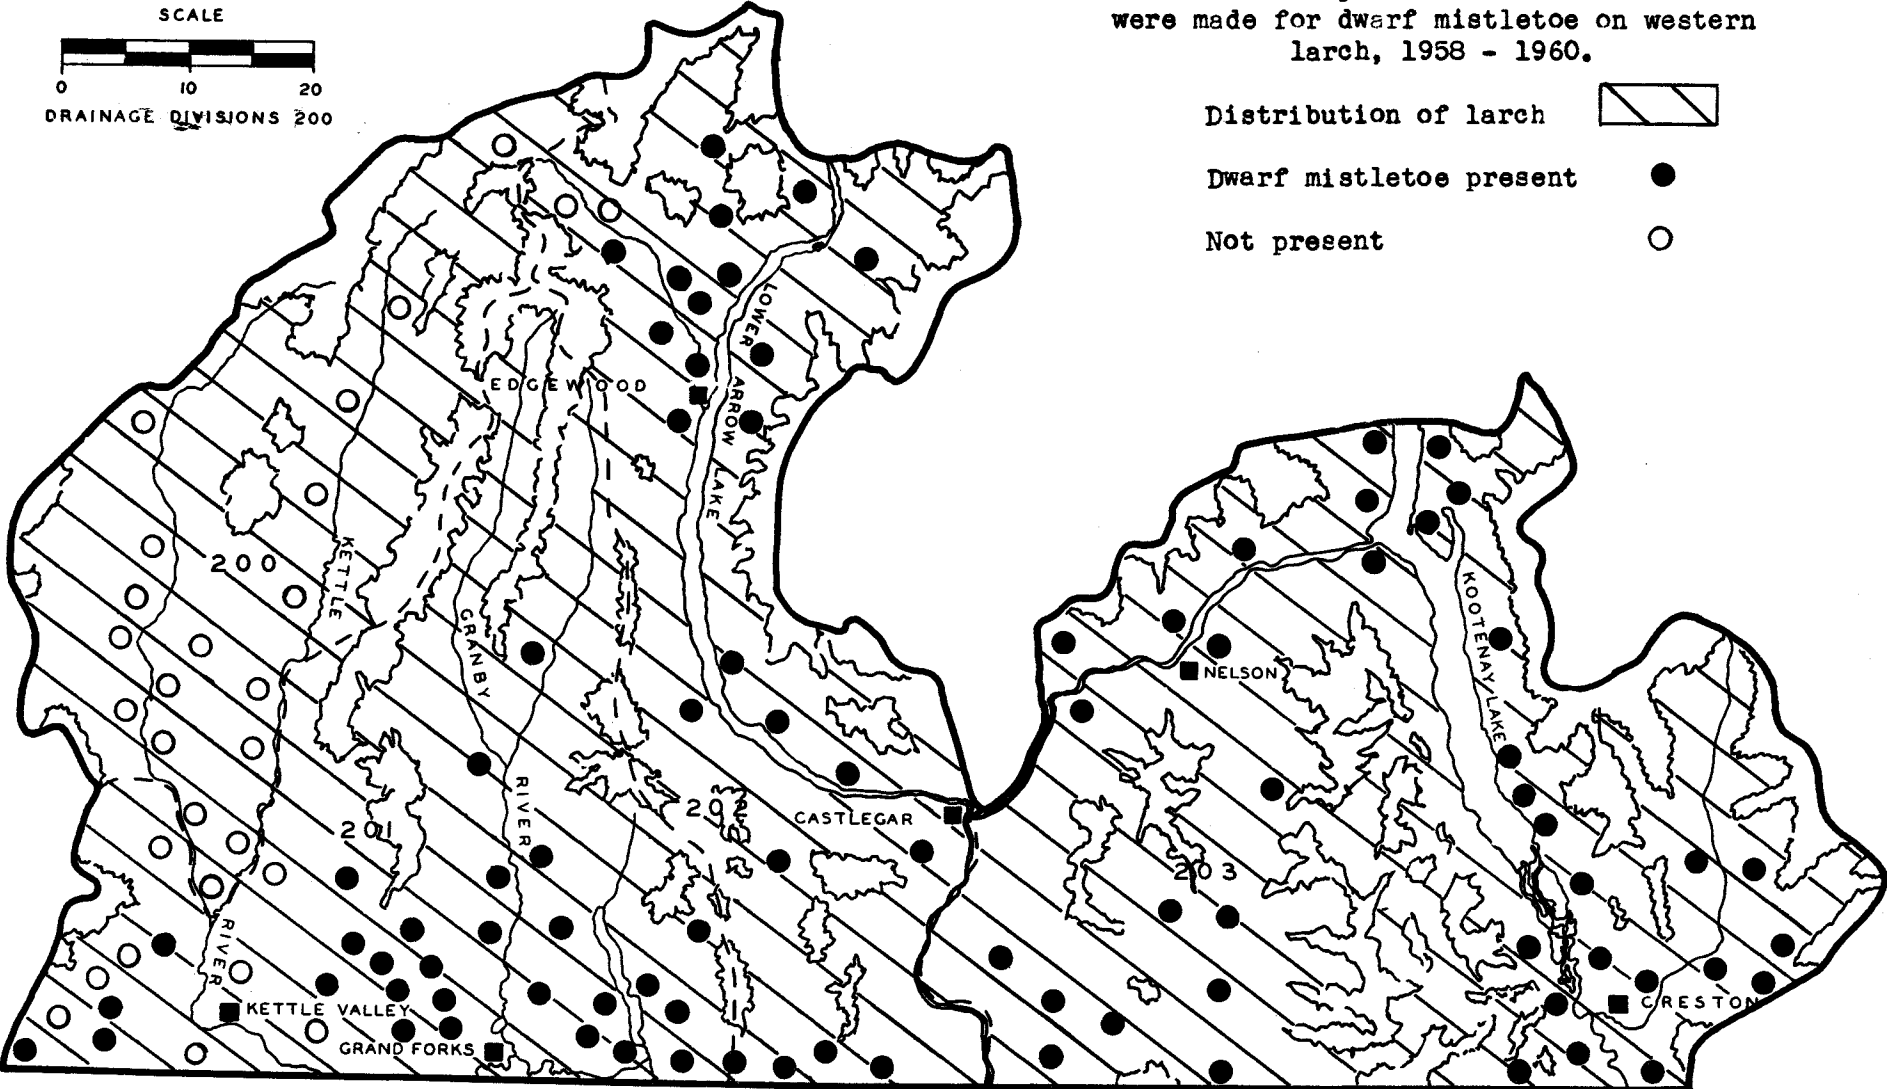 SCALE
0 10 20
DRAINAGE DIVISIONS 200
were made for dwarf mistletoe on western
larch, 1958 - 1960.
Distribution of larch
Dwarf mistletoe present
Not present
LOWER
ARROW
LAKE
EDGEWOOD
200
KETTLE
GRANBY
KOOTENAY LAKE
NELSON
RIVER
201
CASTLEGAR
203
RIVER
KETTLE VALLEY
CRESTON
GRAND FORKS